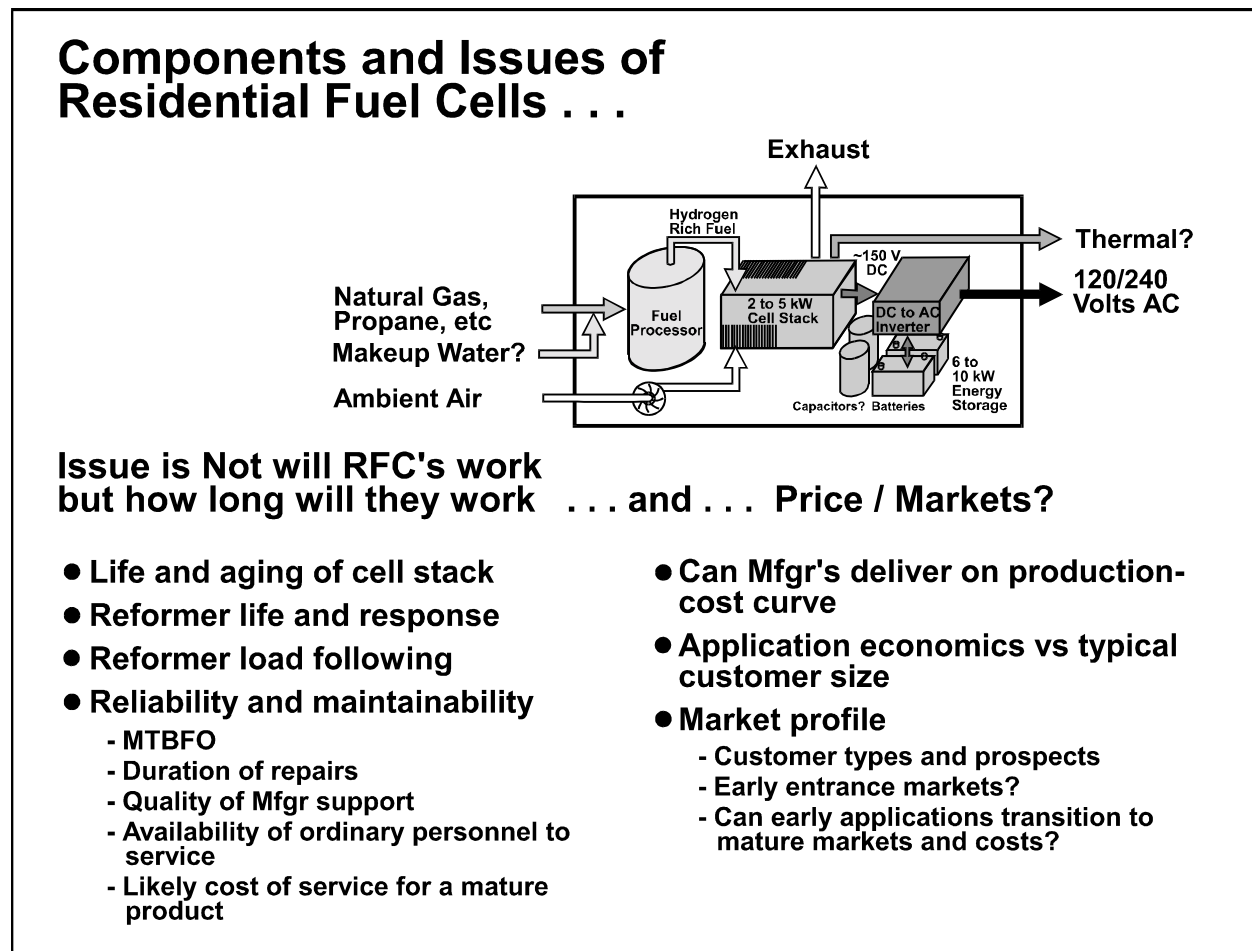 Components and Issues of
Residential Fuel Cells . . .
Exhaust
Hydrogen
Rich Fuel
Thermal?
~150 V
DC
120/240
Volts AC
Natural Gas,
Propane, etc
Makeup Water?
Ambient Air
Fuel
Processor
2 to 5 kW
Cell Stack
DC to AC
Inverter
6 to
10 kW
Energy
Storage
Capacitors? Batteries
Issue is Not will RFC's work
but how long will they work . . . and . . . Price / Markets?
● Life and aging of cell stack
● Reformer life and response
● Reformer load following
● Reliability and maintainability
- MTBFO
- Duration of repairs
- Quality of Mfgr support
- Availability of ordinary personnel to
service
- Likely cost of service for a mature
product
● Can Mfgr's deliver on production-
cost curve
● Application economics vs typical
customer size
● Market profile
- Customer types and prospects
- Early entrance markets?
- Can early applications transition to
mature markets and costs?